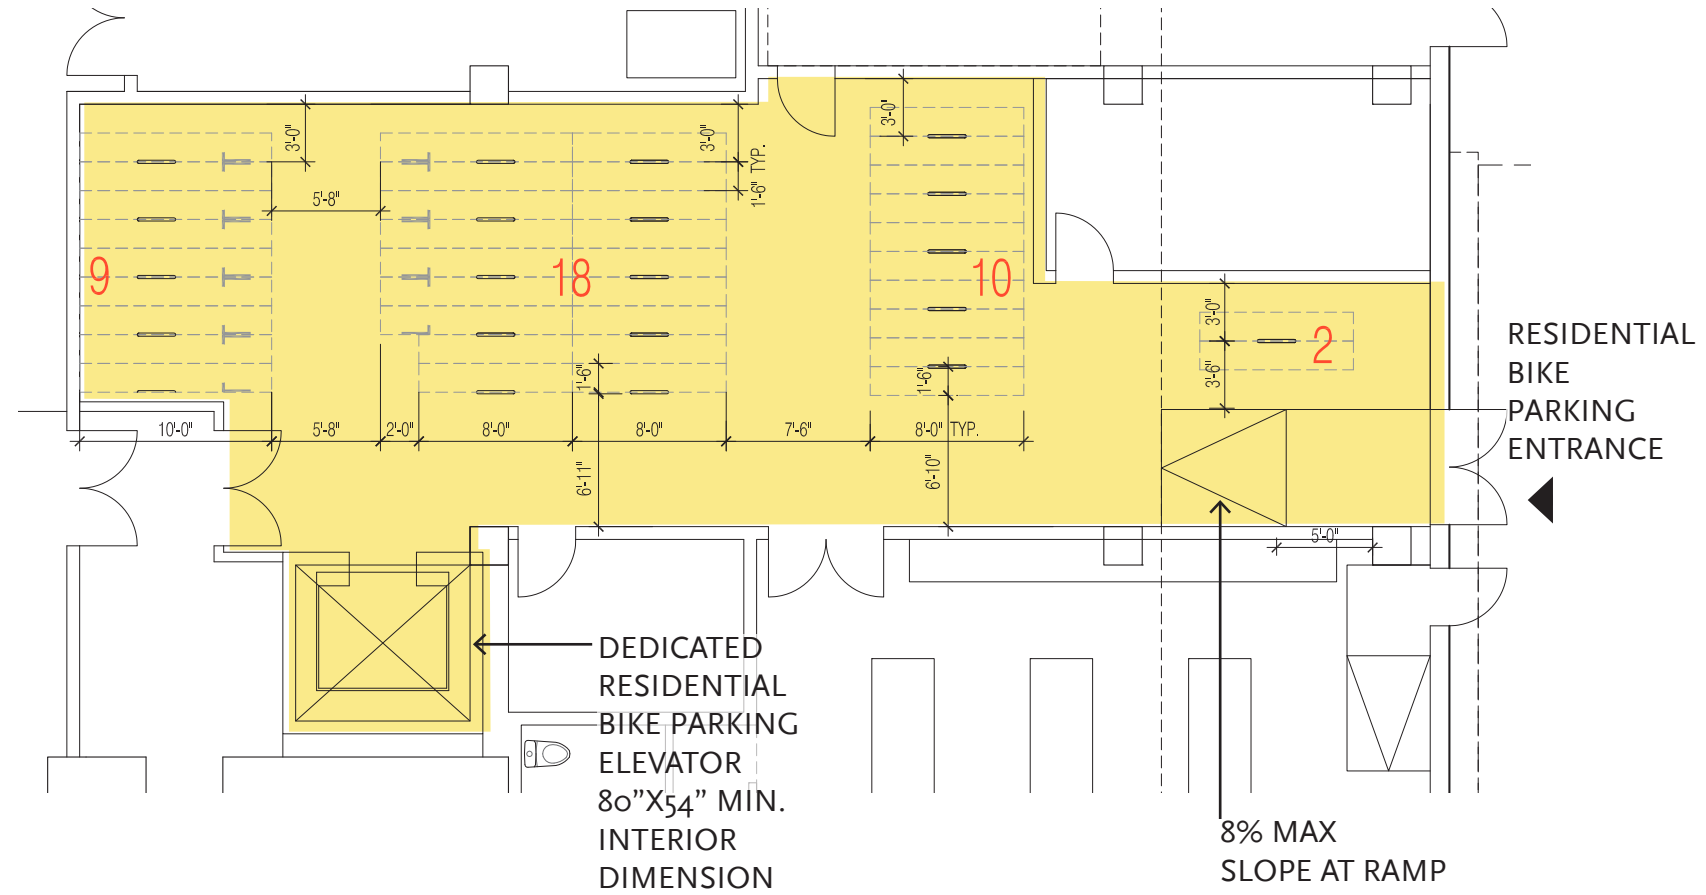 3'-0"
3'-0"
1'-6" TYP.
3'-0"
5'-8"
9
18
10
3'-0"
2
3'-6"
1'-6"
1'-6"
10'-0"
5'-8"
2'-0"
8'-0"
8'-0"
7'-6"
8'-0" TYP.
6'-11"
6'-10"
5'-0"
RESIDENTIAL
BIKE
PARKING
ENTRANCE
DEDICATED
RESIDENTIAL
BIKE PARKING
ELEVATOR
80”X54” MIN.
INTERIOR
DIMENSION
8% MAX
SLOPE AT RAMP